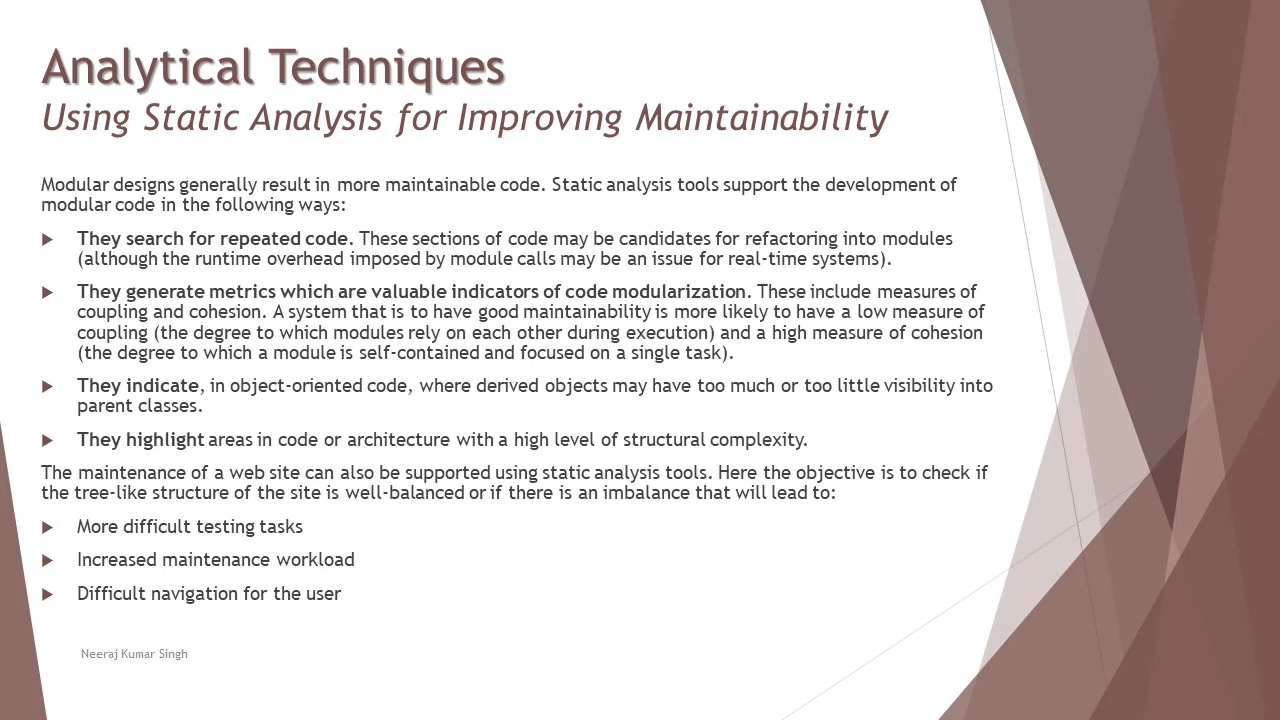 Analytical Techniques
Using Static Analysis for Improving Maintainability
Modular designs generally result in more maintainable code. Static analysis tools support the development of
modular code in the following ways:
They search for repeated code. These sections of code may be candidates for refactoring into modules
(although the runtime overhead imposed by module calls may be an issue for real-time systems).
They generate metrics which are valuable indicators of code modularization. These include measures of
coupling and cohesion. A system that is to have good maintainability is more likely to have a low measure of
coupling (the degree to which modules rely on each other during execution) and a high measure of cohesion
(the degree to which a module is self-contained and focused on a single task).
They indicate, in object-oriented code, where derived objects may have too much or too little visibility into
parent classes.
They highlight areas in code or architecture with a high level of structural complexity.
The maintenance of a web site can also be supported using static analysis tools. Here the objective is to check if
the tree-like structure of the site is well-balanced or if there is an imbalance that will lead to:
More difficult testing tasks
Increased maintenance workload
Difficult navigation for the user
Neeraj Kumar Singh